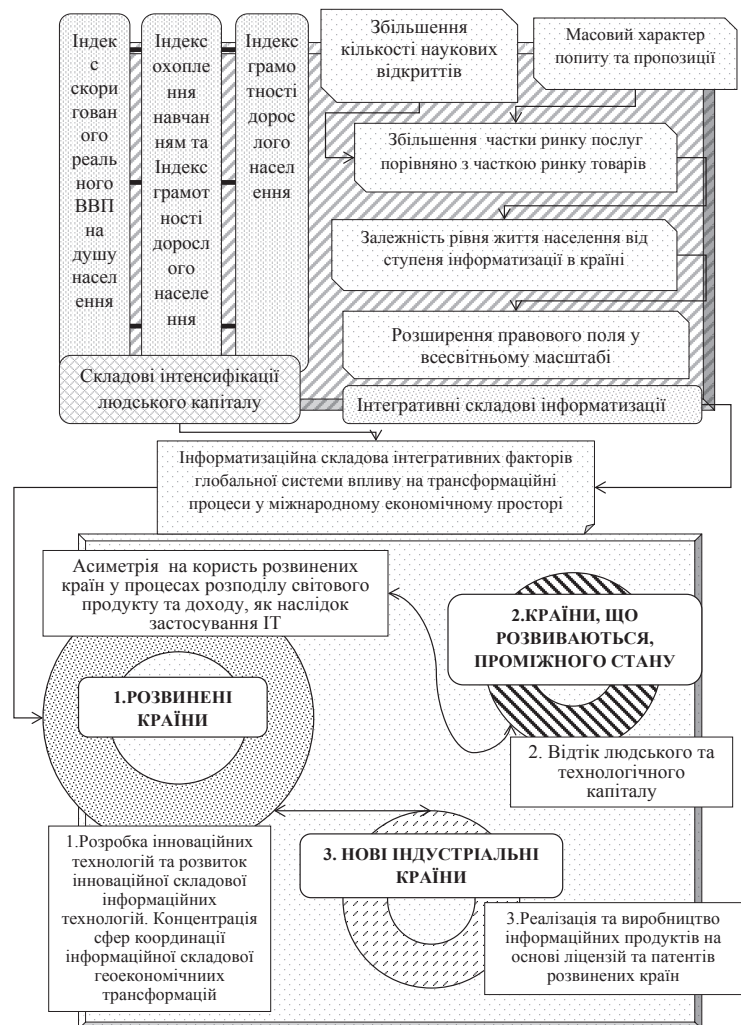 Індек
с
скори
гован
ого
реаль
ного
ВВП
на
душу
насел
ення
Індекс
охопле
ння
навчан
ням та
Індекс
грамот
ності
доросл
ого
населе
ння
Індекс
грамо
тності
дорос
лого
насел
ення
Збільшення
кількості наукових
відкриттів
Масовий характер
попиту та пропозиції
Збільшення частки ринку послуг
порівняно з часткою ринку товарів
Залежність рівня життя населення від
ступеня інформатизації в країні
Розширення правового поля у
всесвітньому масштабі
Складові інтенсифікації
людського капіталу
Інтегративні складові інформатизації
Інформатизаційна складова інтегративних факторів
глобальної системи впливу на трансформаційні
процеси у міжнародному економічному просторі
Асиметрія на користь розвинених
країн у процесах розподілу світового
продукту та доходу, як наслідок
застосування ІТ
2.КРАЇНИ, ЩО
РОЗВИВАЮТЬСЯ,
ПРОМІЖНОГО СТАНУ
1.РОЗВИНЕНІ
КРАЇНИ
2. Відтік людського та
технологічного
капіталу
1.Розробка інноваційних
технологій та розвиток
інноваційної складової
інформаційних
технологій. Концентрація
сфер координації
інформаційної складової
геоекономічниих
трансформацій
3. НОВІ ІНДУСТРІАЛЬНІ
КРАЇНИ
3.Реалізація та виробництво
інформаційних продуктів на
основі ліцензій та патентів
розвинених країн